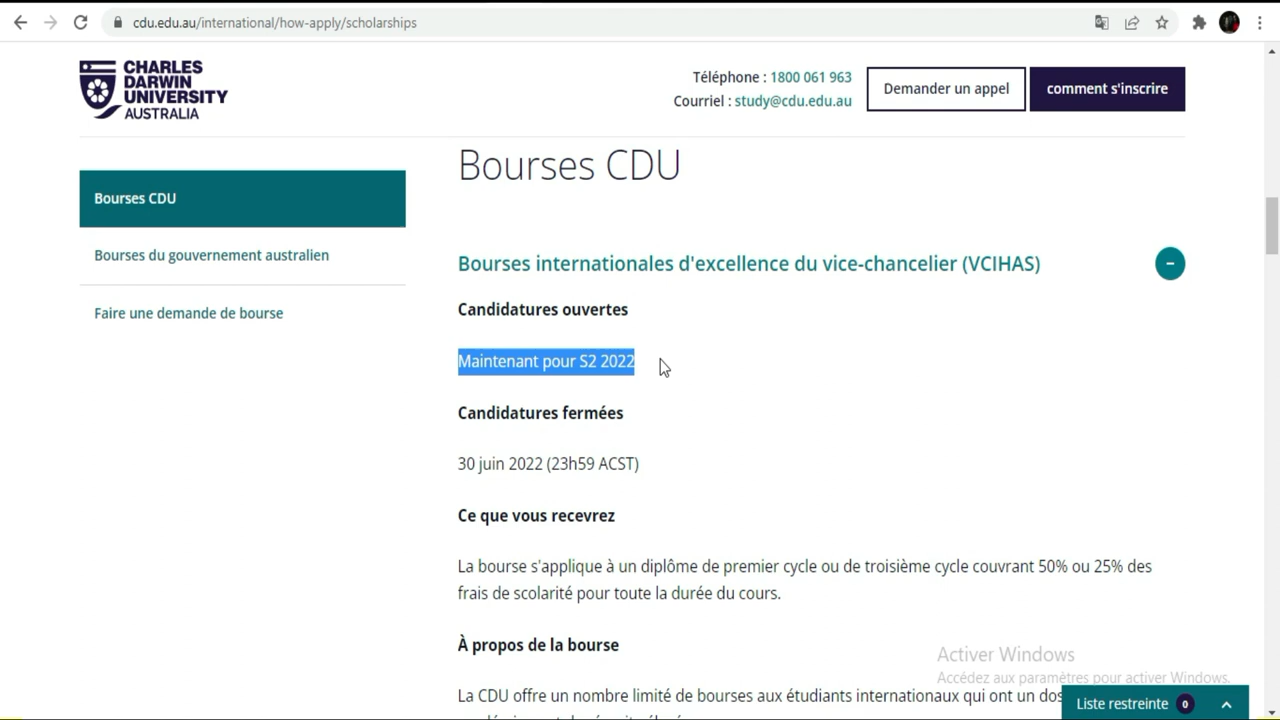 cdu.edu.au/international/how-apply/scholarships
CHARLES
DARWIN
UNIVERSITY
AUSTRALIA
Téléphone : 1800 061 963
Courriel : study@cdu.edu.au
Demander un appel
comment s'inscrire
Bourses CDU
Bourses du gouvernement australien
Faire une demande de bourse
Bourses CDU
Bourses internationales d'excellence du vice-chancelier (VCIHAS)
Candidatures ouvertes
Maintenant pour S2 2022
Candidatures fermées
30 juin 2022 (23h59 ACST)
Ce que vous recevrez
La bourse s'applique à un diplôme de premier cycle ou de troisième cycle couvrant 50% ou 25% des
frais de scolarité pour toute la durée du cours.
À propos de la bourse
La CDU offre un nombre limité de bourses aux étudiants internationaux qui ont un
Activer Windows
Accédez aux paramètres pour activer Windows.
Liste restreinte 0